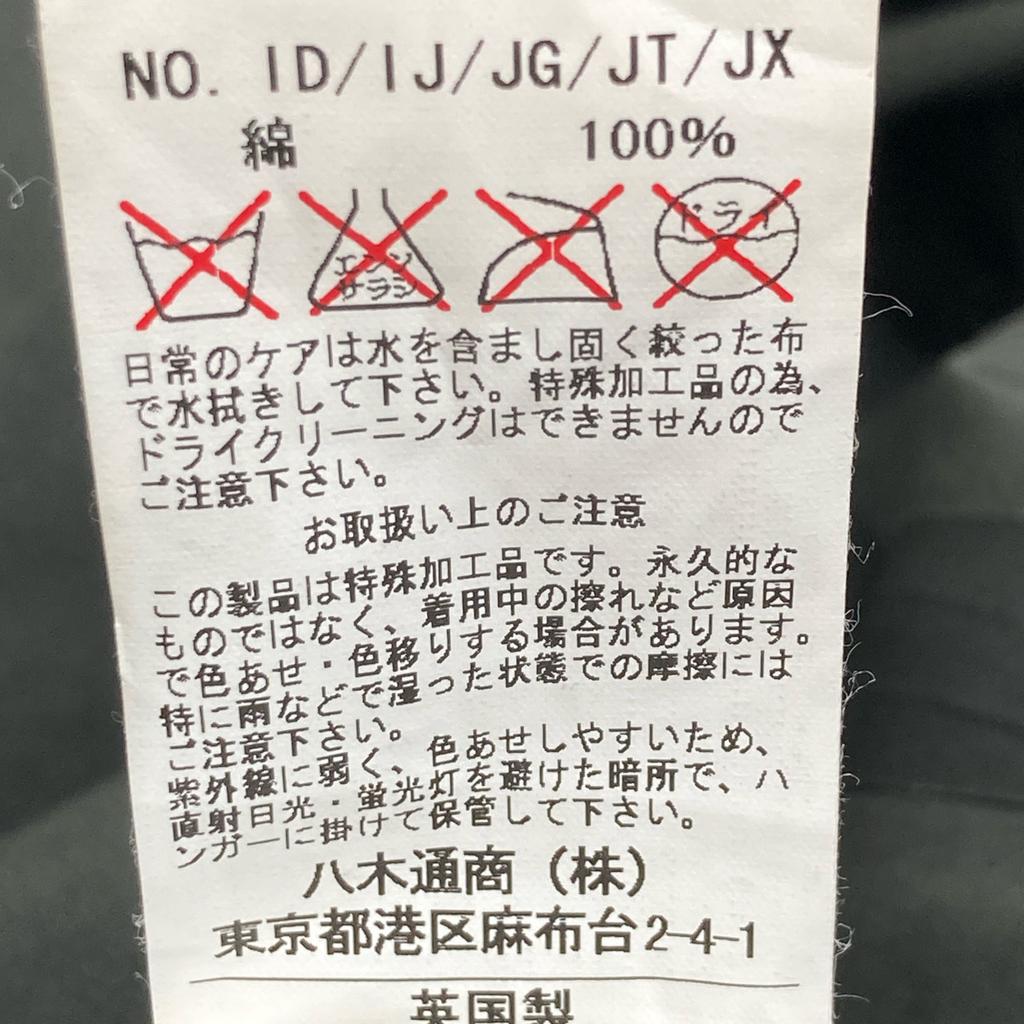 NO. ID/IJ/JG/JT/JX
綿 100%
エンソ
サラシ
ドライ
日常のケアは水を含まし固く絞った布
で水拭きして下さい。特殊加工品の為、
ドライクリーニングはできませんので
ご注意下さい。
お取扱い上のご注意
この製品は特殊加工品です。永久的な
ものではなく、着用中の擦れなど原因
で色あせ・色移りする場合があります。
特に雨などで湿った状態での摩擦には
ご注意下さい。
紫外線に弱く、色あせしやすいため、
直射日光・蛍光灯を避けた暗所で、ハ
ンガーに掛けて保管して下さい。
八木通商(株)
東京都港区麻布台2-4-1
英国製